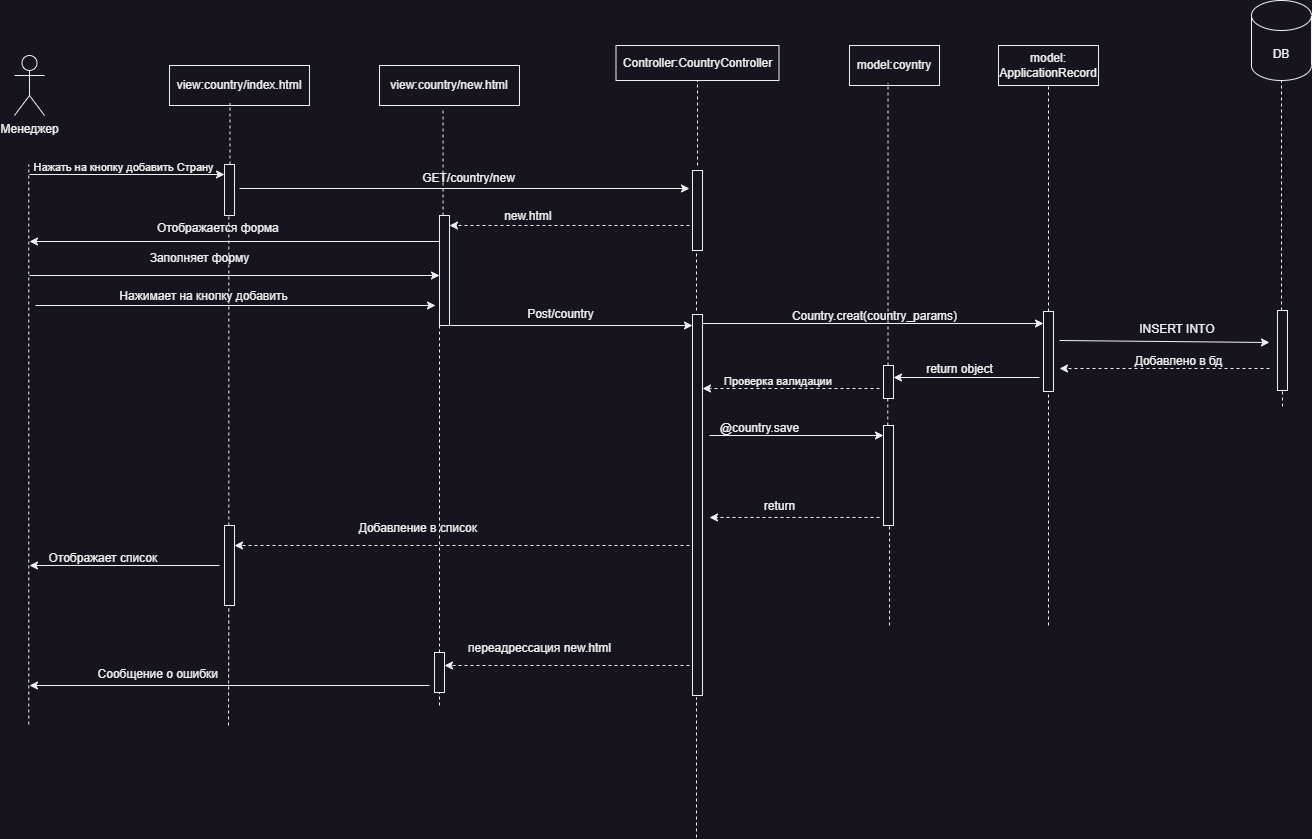 DB
Controller:CountryController
model:coyntry
model:
ApplicationRecord
view:country/index.html
view:country/new.html
Менеджер
Нажать на кнопку добавить Страну
GET/country/new
new.html
Отображается форма
Заполняет форму
Нажимает на кнопку добавить
Post/country
Country.creat(country_params)
INSERT INTO
Добавлено в бд
return object
Проверка валидации
@country.save
return
Добавление в список
Отображает список
переадрессация new.html
Сообщение о ошибки